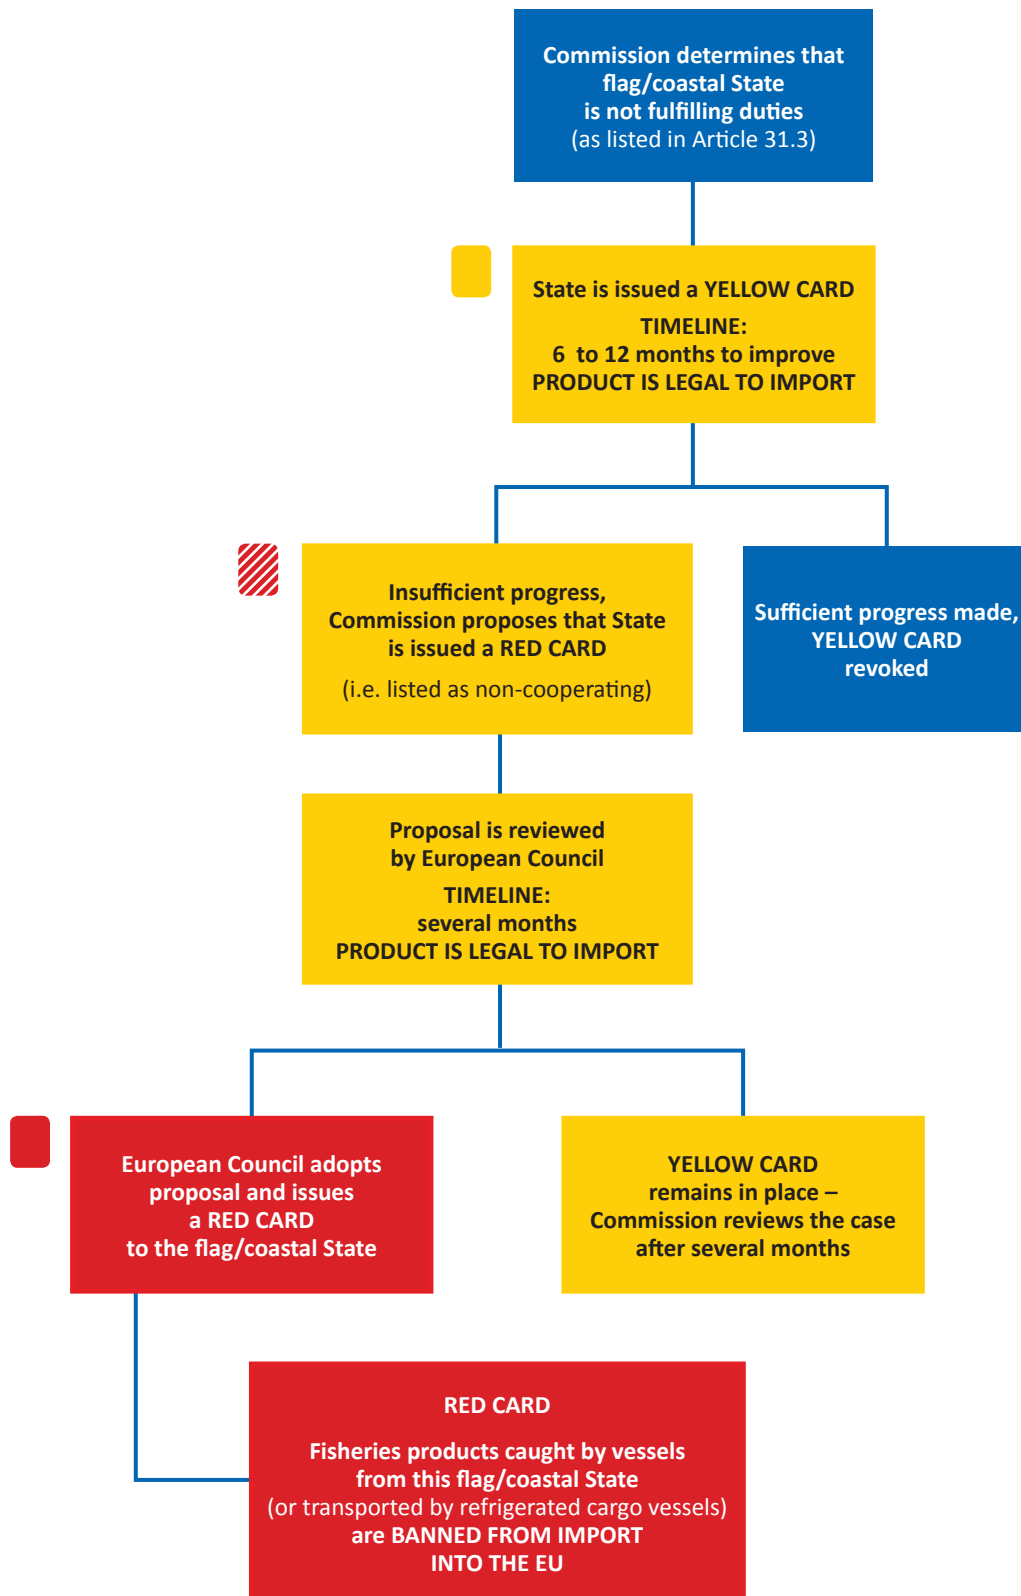 Commission determines that
flag/coastal State
is not fulfilling duties
(as listed in Article 31.3)
State is issued a YELLOW CARD
TIMELINE:
6 to 12 months to improve
PRODUCT IS LEGAL TO IMPORT
Insufficient progress,
Commission proposes that State
is issued a RED CARD
(i.e. listed as non-cooperating)
Sufficient progress made,
YELLOW CARD
revoked
Proposal is reviewed
by European Council
TIMELINE:
several months
PRODUCT IS LEGAL TO IMPORT
European Council adopts
proposal and issues
a RED CARD
to the flag/coastal State
YELLOW CARD
remains in place –
Commission reviews the case
after several months
RED CARD
Fisheries products caught by vessels
from this flag/coastal State
(or transported by refrigerated cargo vessels)
are BANNED FROM IMPORT
INTO THE EU